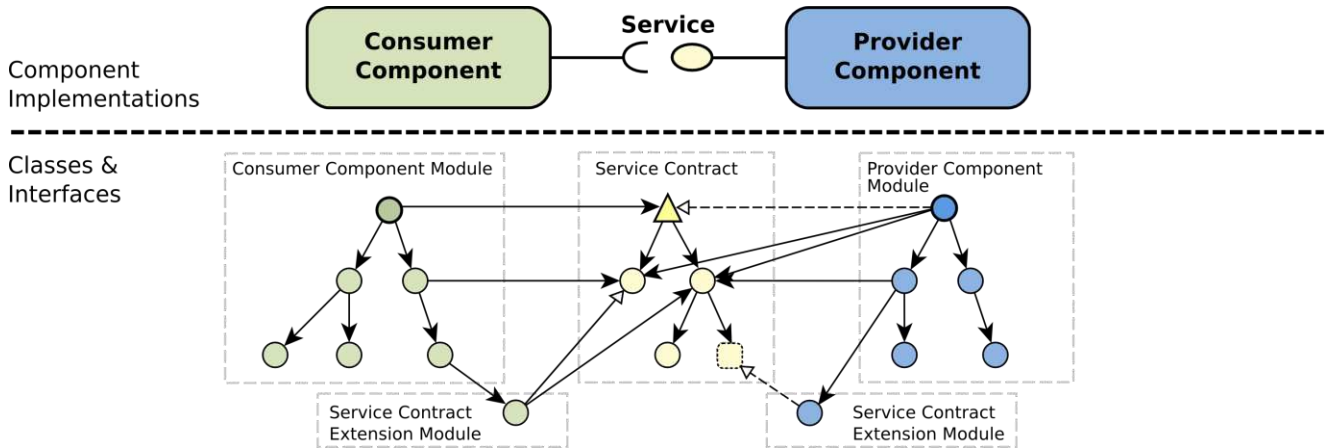 Service
Consumer
Component
Provider
Component
Component
Implementations
Classes &
Interfaces
Consumer Component Module
Service Contract
Provider Component
Module
Service Contract
Extension Module
Service Contract
Extension Module